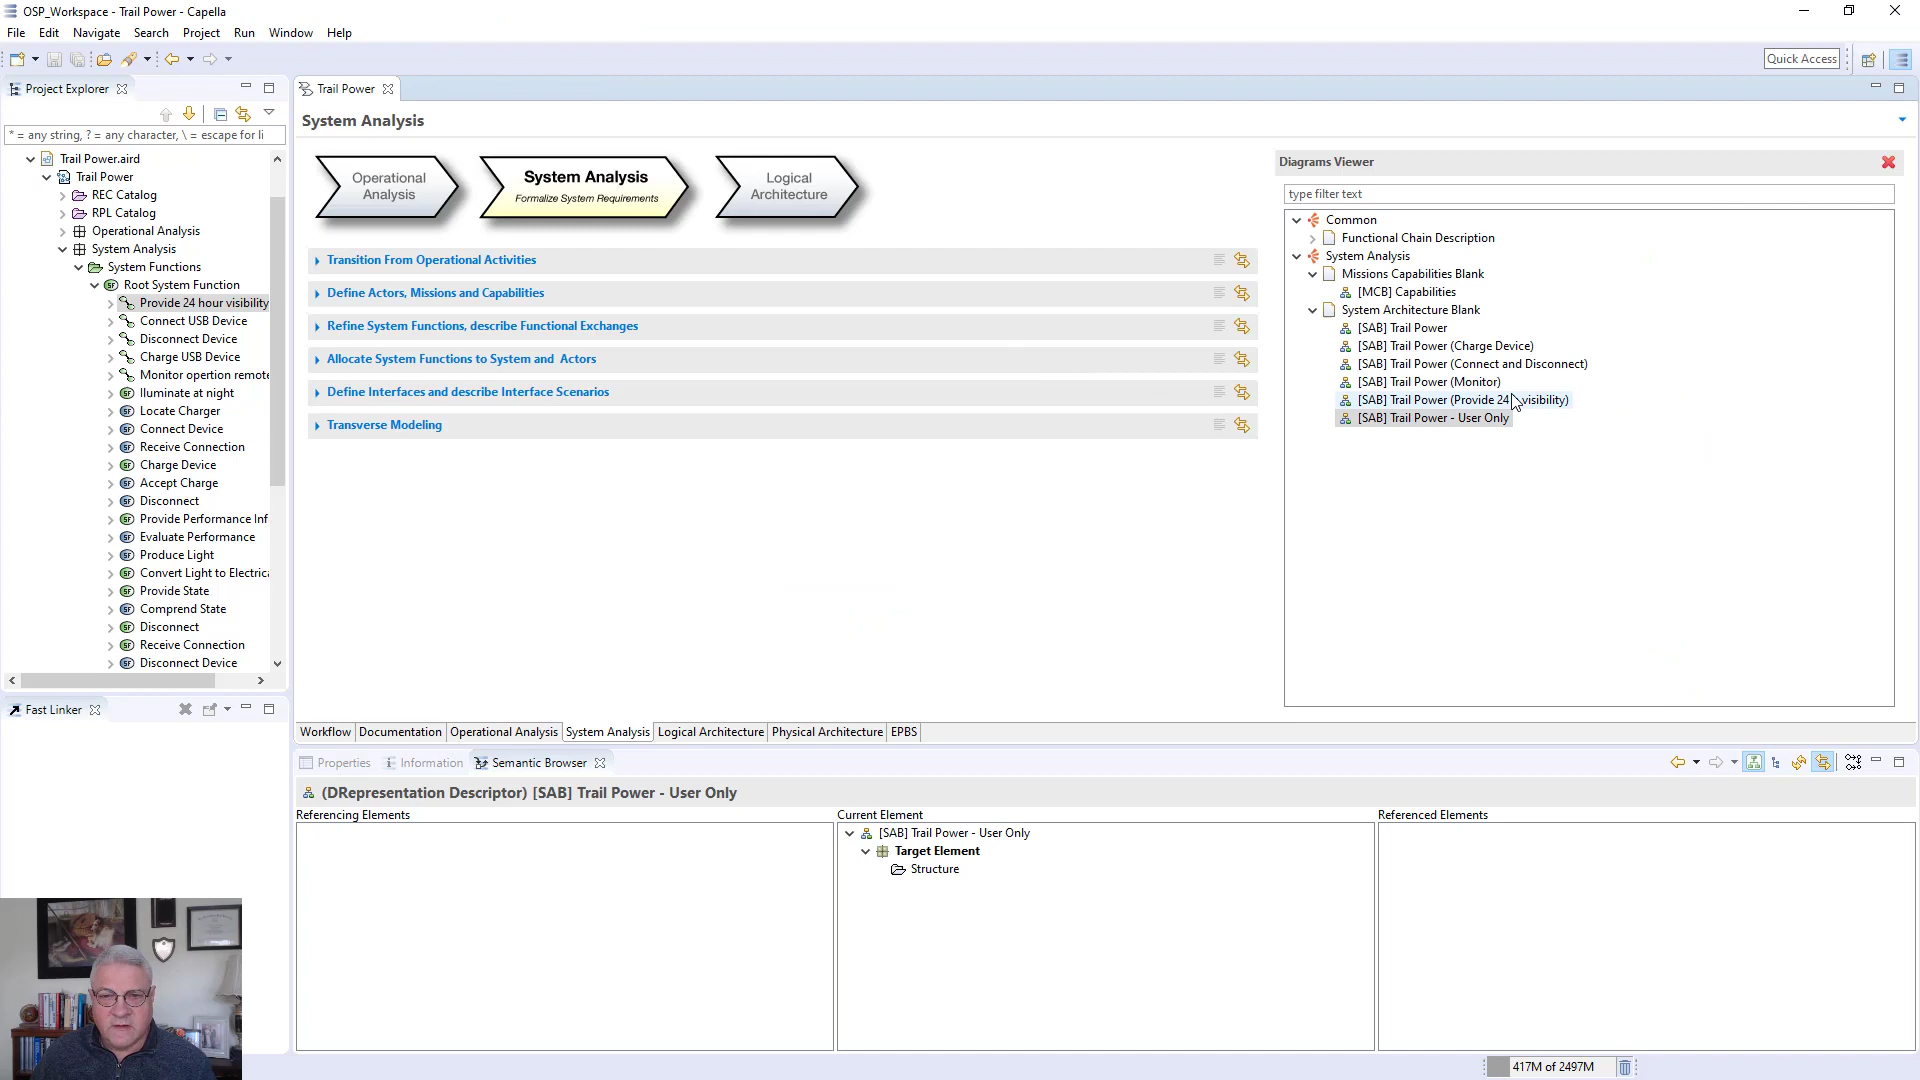 OSP_Workspace - Trail Power - Capella
File Edit Navigate Search Project Run Window Help
Quick Access
Project Explorer
* = any string, ? = any character, \ = escape for li
Trail Power.aird
Trail Power
REC Catalog
RPL Catalog
Operational Analysis
System Analysis
System Functions
Root System Function
Provide 24 hour visibility
Connect USB Device
Disconnect Device
Charge USB Device
Monitor opertion remote
Iluminate at night
Locate Charger
Connect Device
Receive Connection
Charge Device
Accept Charge
Disconnect
Provide Performance Inf
Evaluate Performance
Produce Light
Convert Light to Electrica
Provide State
Comprend State
Disconnect
Receive Connection
Disconnect Device
Fast Linker
Trail Power
System Analysis
Operational Analysis
System Analysis
Formalize System Requirements
Logical Architecture
Transition From Operational Activities
Define Actors, Missions and Capabilities
Refine System Functions, describe Functional Exchanges
Allocate System Functions to System and Actors
Define Interfaces and describe Interface Scenarios
Transverse Modeling
Diagrams Viewer
type filter text
Common
Functional Chain Description
System Analysis
Missions Capabilities Blank
[MCB] Capabilities
System Architecture Blank
[SAB] Trail Power
[SAB] Trail Power (Charge Device)
[SAB] Trail Power (Connect and Disconnect)
[SAB] Trail Power (Monitor)
[SAB] Trail Power (Provide 24 visibility)
[SAB] Trail Power - User Only
Workflow Documentation Operational Analysis System Analysis Logical Architecture Physical Architecture EPBS
Properties Information Semantic Browser
(DRepresentation Descriptor) [SAB] Trail Power - User Only
Referencing Elements
Current Element
[SAB] Trail Power - User Only
Target Element
Structure
Referenced Elements
417M of 2497M